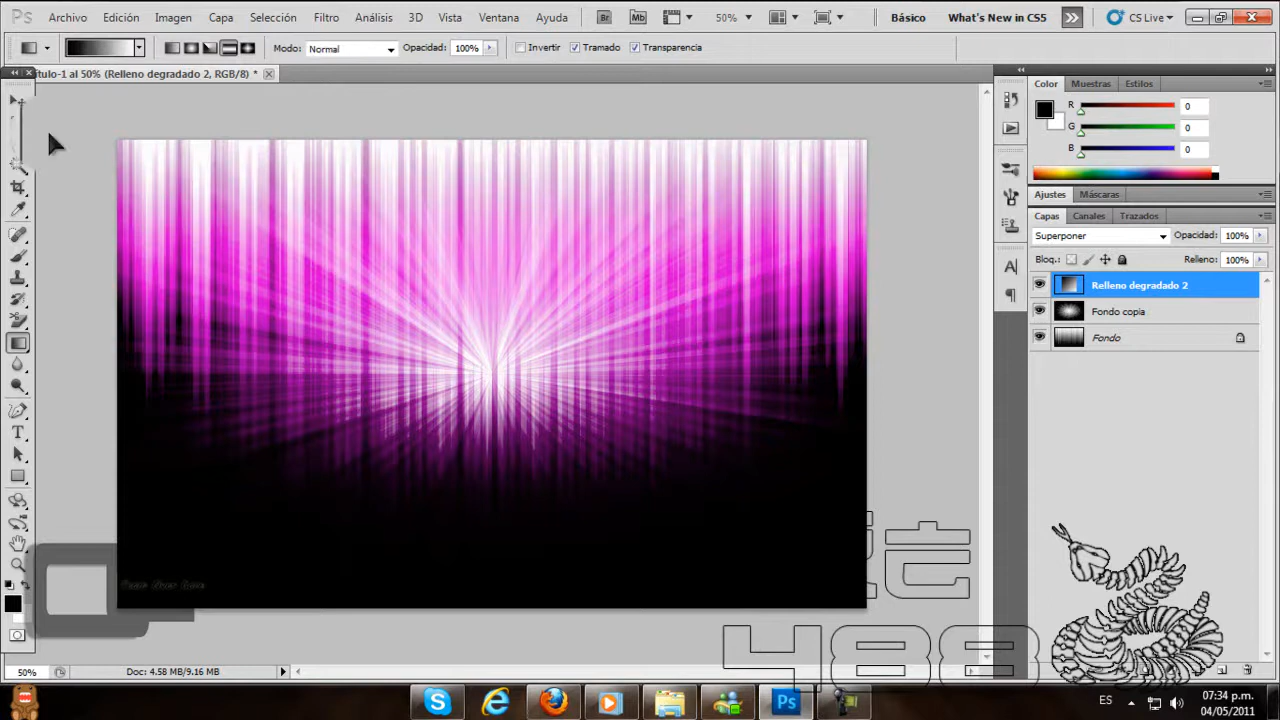 Ps Archivo Edición Imagen Capa Selección Filtro Análisis 3D Vista Ventana Ayuda Br Mb 50% Básico What's New in CS5 CS Live
Modo: Normal Opacidad: 100% Invertir Tramado Transparencia
ítulo-1 al 50% (Relleno degradado 2, RGB/8) *
Color Muestras Estilos
R 0
G 0
B 0
Ajustes Máscaras
Capas Canales Trazados
Superponer Opacidad: 100%
Bloq.: Relleno: 100%
Relleno degradado 2
Fondo copia
Fondo
488
50% Doc: 4.58 MB/9.16 MB
Ps ES 07:34 p.m.
04/05/2011